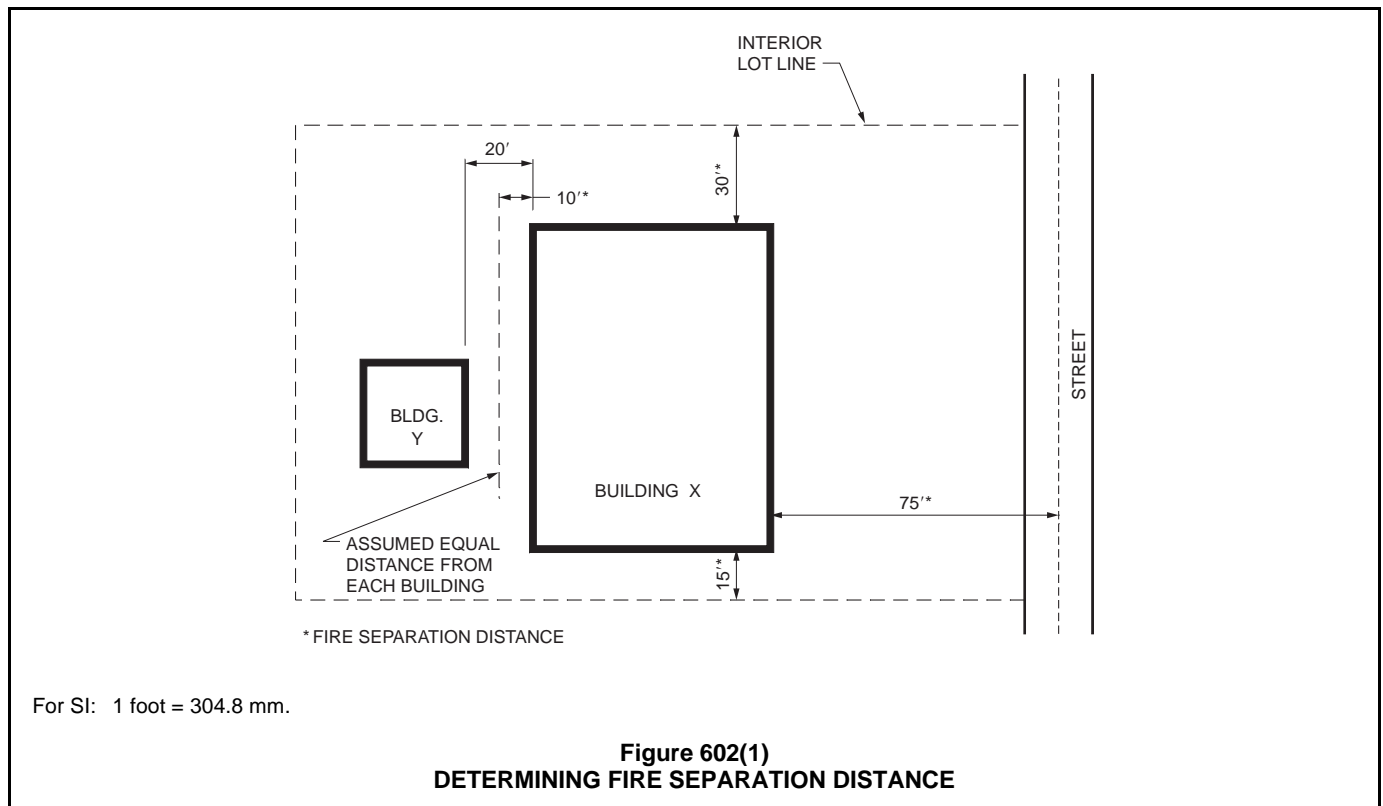 INTERIOR
LOT LINE
20′
10′*
30′*
STREET
BLDG.
Y
BUILDING X
75′*
ASSUMED EQUAL
DISTANCE FROM
EACH BUILDING
15′*
* FIRE SEPARATION DISTANCE
For SI: 1 foot = 304.8 mm.
Figure 602(1)
DETERMINING FIRE SEPARATION DISTANCE